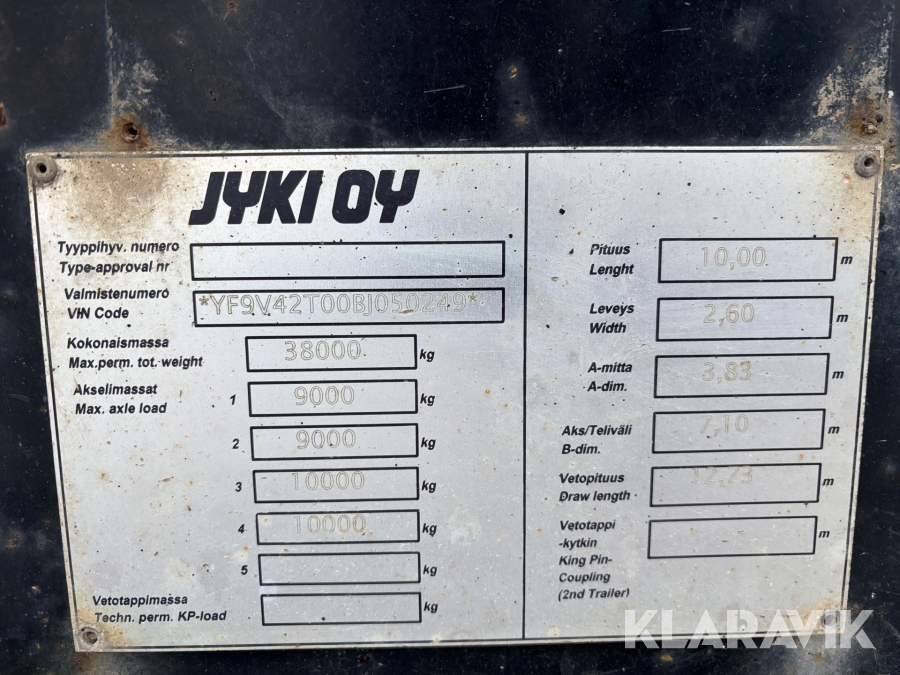 JYKI OY
Tyyppihyv. numero
Type-approval nr
Valmistenumero
VIN Code
*YF9V42T00BJ050249*
Kokonaismassa
Max.perm. tot. weight
38000 kg
Akselimassat
Max. axle load
1 9000 kg
2 9000 kg
3 10000 kg
4 10000 kg
5 kg
Vetotappimassa
Techn. perm. KP-load
kg
Pituus
Lenght
10,00 m
Leveys
Width
2,60 m
A-mitta
A-dim.
3,83 m
Aks/Teliväli
B-dim.
7,10 m
Vetopituus
Draw length
12,73 m
Vetotappi
-kytkin
King Pin-
Coupling
(2nd Trailer)
m
KLARAVIK